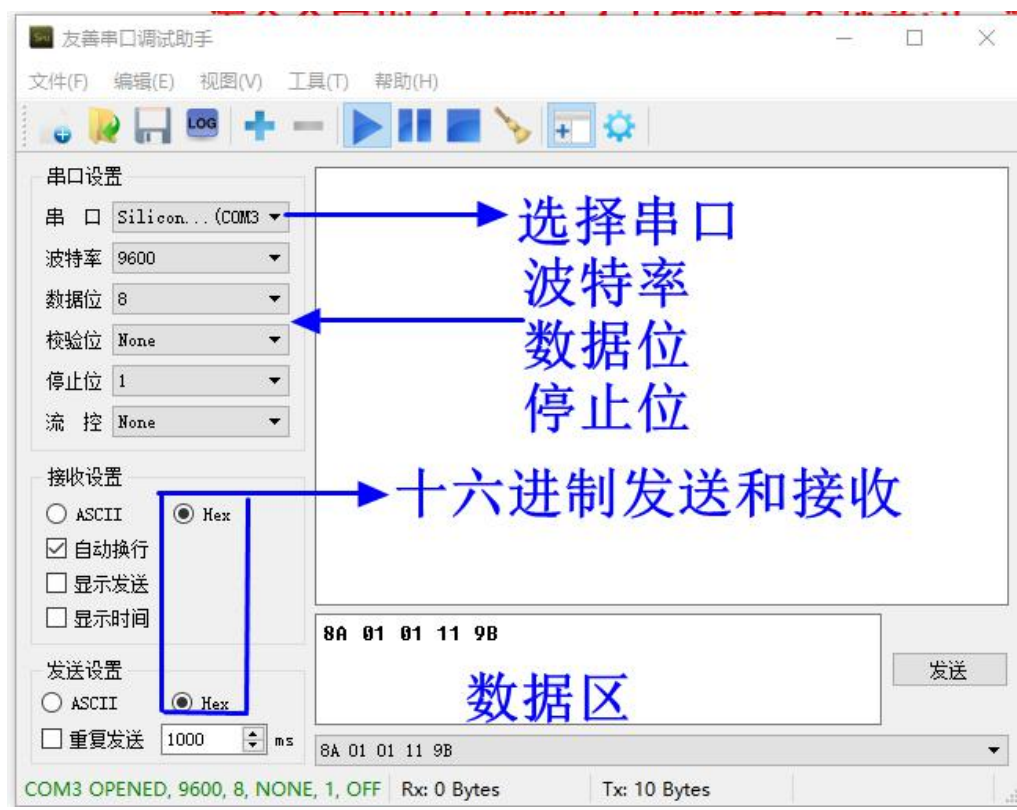 友善串口调试助手
文件(F) 编辑(E) 视图(V) 工具(T) 帮助(H)
LOG
串口设置
串 口 Silicon...(COM3
波特率 9600
数据位 8
校验位 None
停止位 1
流 控 None
选择串口
波特率
数据位
停止位
接收设置
ASCII Hex
自动换行
显示发送
显示时间
十六进制发送和接收
发送设置
ASCII Hex
重复发送 1000 ms
8A 01 01 11 9B
数据区
发送
8A 01 01 11 9B
COM3 OPENED, 9600, 8, NONE, 1, OFF Rx: 0 Bytes Tx: 10 Bytes